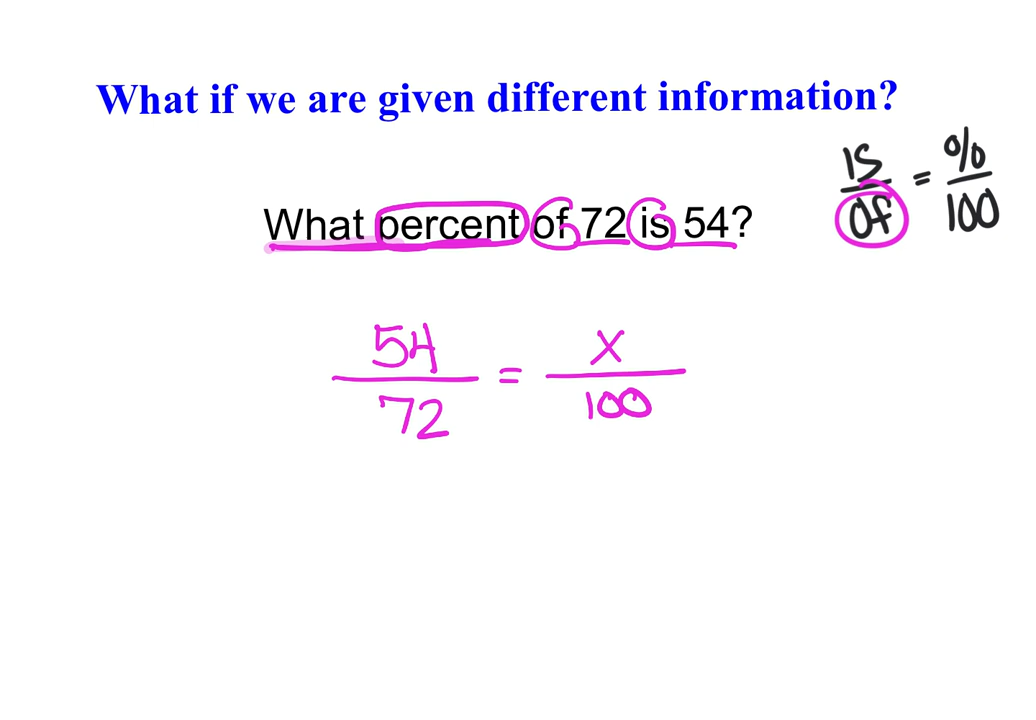 What if we are given different information?
is/of = %/100
What percent of 72 is 54?
54/72 = x/100